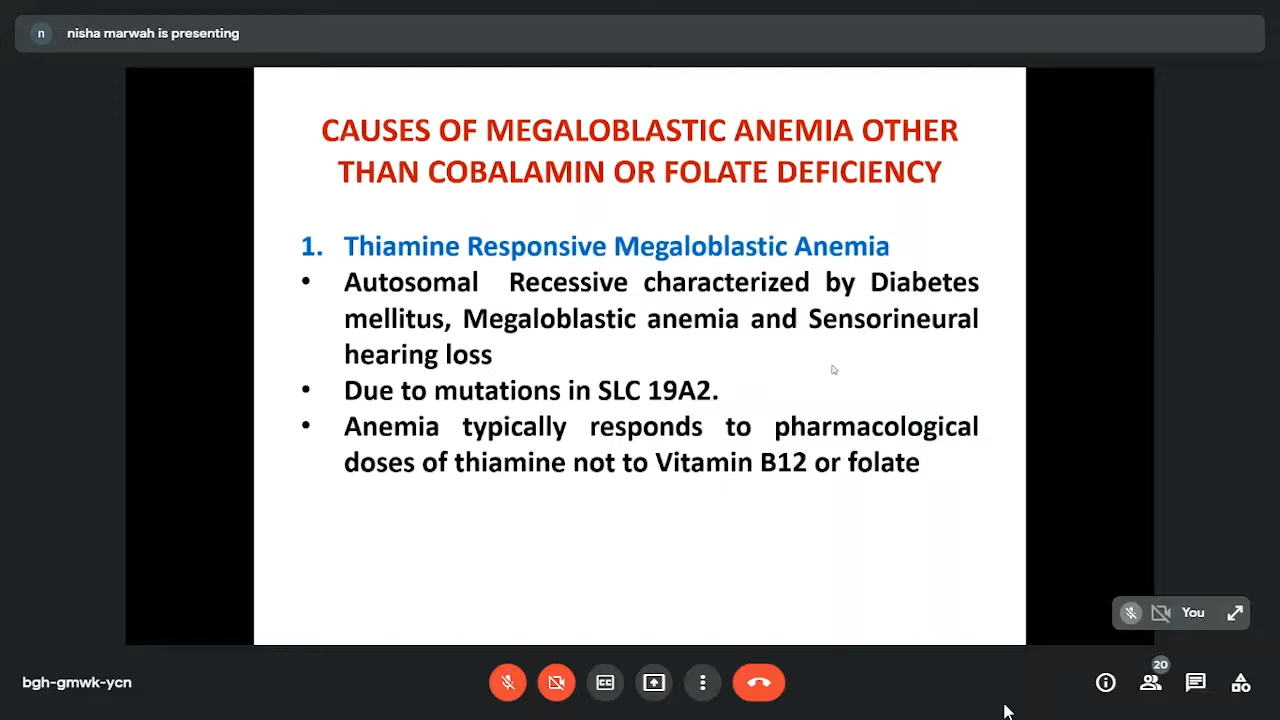 n nisha marwah is presenting
CAUSES OF MEGALOBLASTIC ANEMIA OTHER
THAN COBALAMIN OR FOLATE DEFICIENCY
1. Thiamine Responsive Megaloblastic Anemia
• Autosomal Recessive characterized by Diabetes
mellitus, Megaloblastic anemia and Sensorineural
hearing loss
• Due to mutations in SLC 19A2.
• Anemia typically responds to pharmacological
doses of thiamine not to Vitamin B12 or folate
You
bgh-gmwk-ycn
CC
20